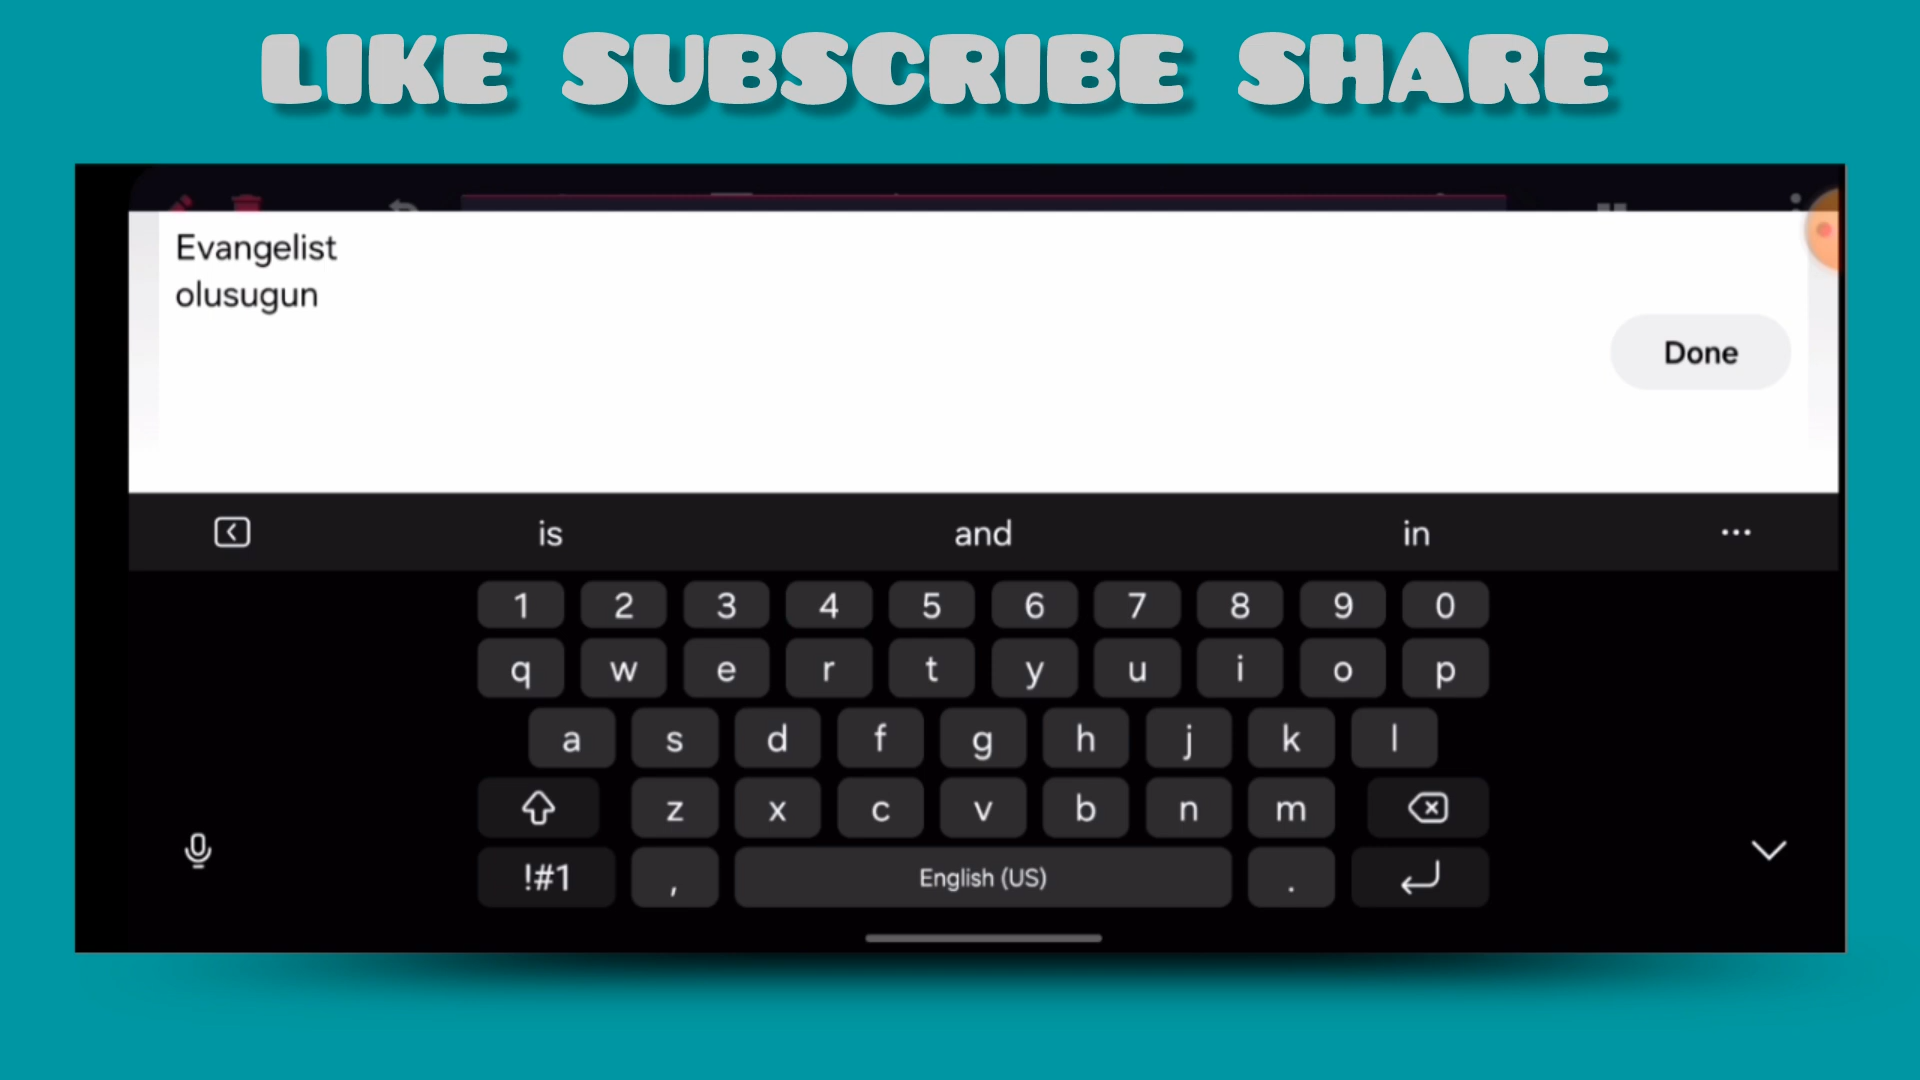 LIKE SUBSCRIBE SHARE
Evangelist
olusugun
Done
is and in ...
1 2 3 4 5 6 7 8 9 0
q w e r t y u i o p
a s d f g h j k l
z x c v b n m
!#1 , English (US) .